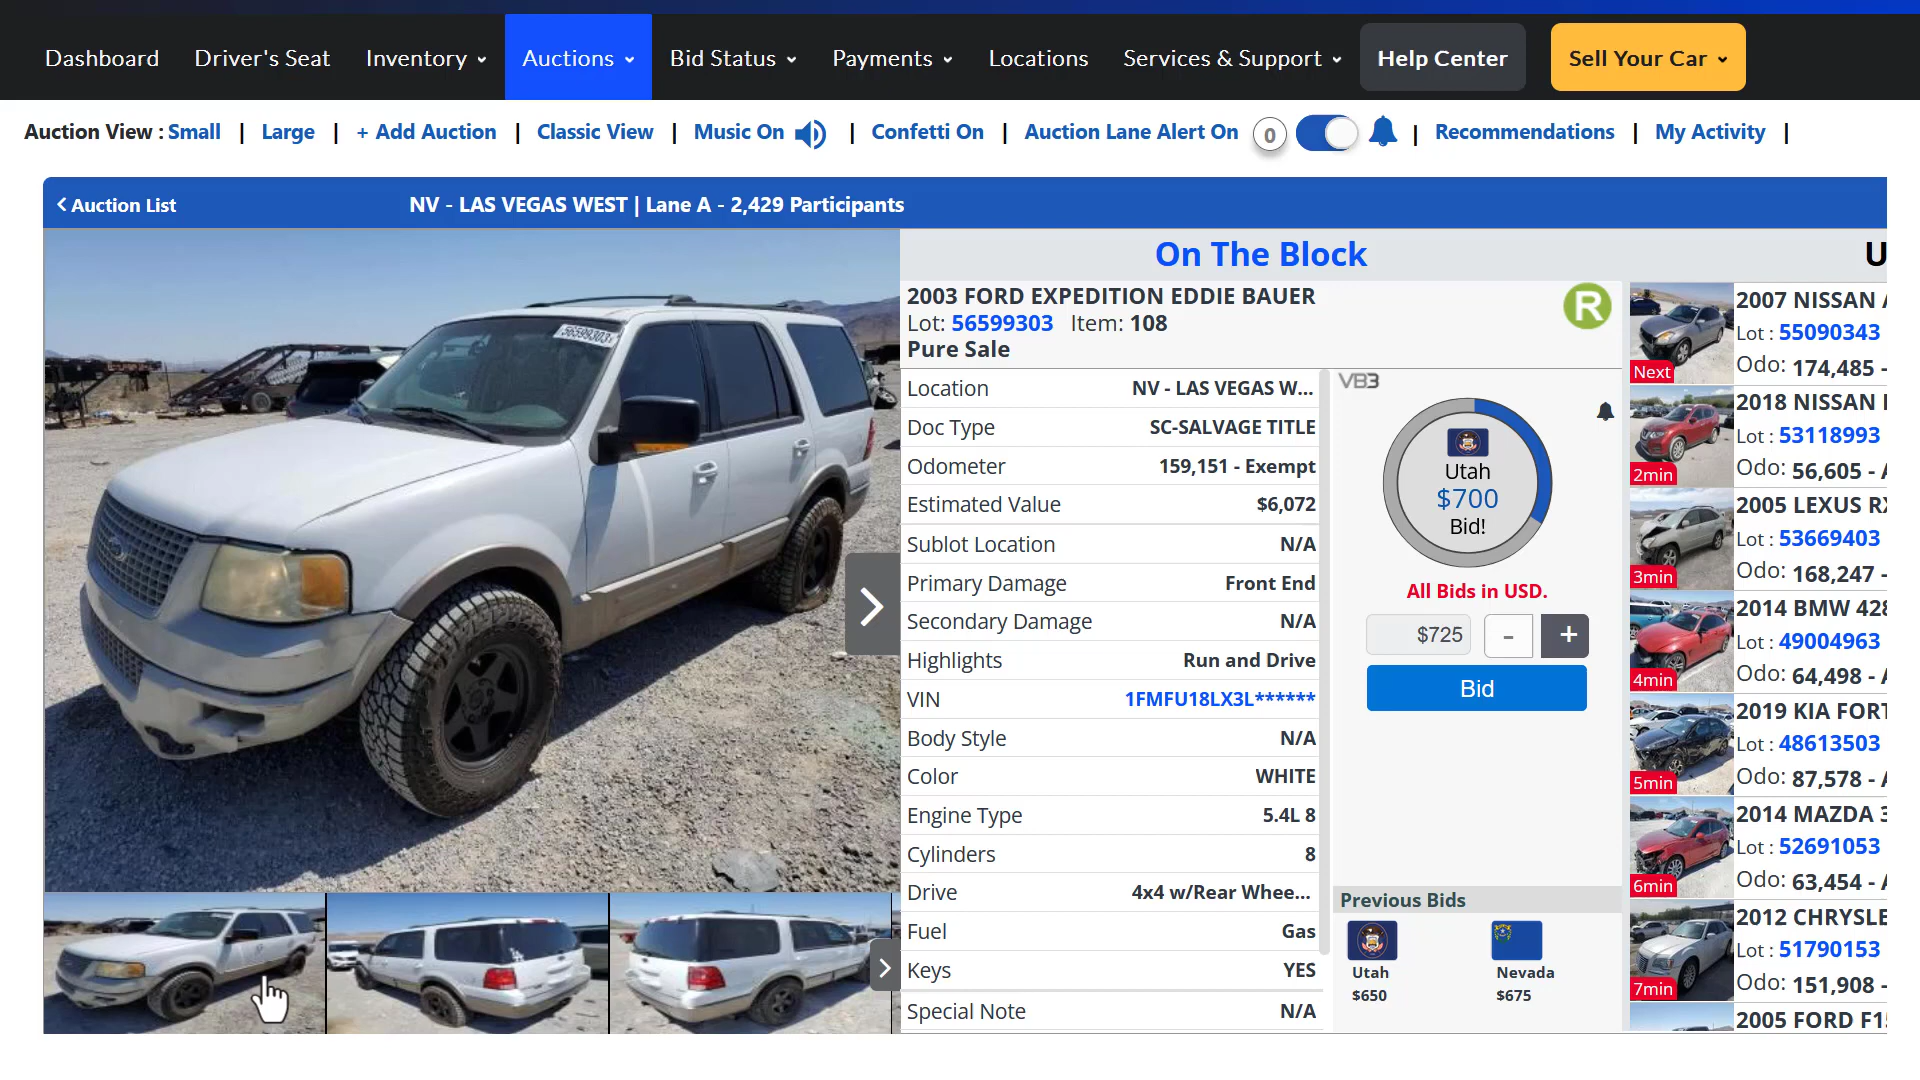 Dashboard Driver's Seat Inventory Auctions Bid Status Payments Locations Services & Support Help Center Sell Your Car
Auction View : Small | Large | + Add Auction | Classic View | Music On | Confetti On | Auction Lane Alert On 0 | Recommendations | My Activity |
Auction List
NV - LAS VEGAS WEST | Lane A - 2,429 Participants
56599303
On The Block
2003 FORD EXPEDITION EDDIE BAUER
Lot: 56599303 Item: 108
Pure Sale
R
Location NV - LAS VEGAS W...
Doc Type SC-SALVAGE TITLE
Odometer 159,151 - Exempt
Estimated Value $6,072
Sublot Location N/A
Primary Damage Front End
Secondary Damage N/A
Highlights Run and Drive
VIN 1FMFU18LX3L******
Body Style N/A
Color WHITE
Engine Type 5.4L 8
Cylinders 8
Drive 4x4 w/Rear Whee...
Fuel Gas
Keys YES
Special Note N/A
VB3
Utah
$700
Bid!
All Bids in USD.
$725 - +
Bid
Previous Bids
Utah
$650
Nevada
$675
U
2007 NISSAN
Lot : 55090343
Odo: 174,485 -
Next
2018 NISSAN
Lot : 53118993
Odo: 56,605 -
2min
2005 LEXUS RX
Lot : 53669403
Odo: 168,247 -
3min
2014 BMW 428
Lot : 49004963
Odo: 64,498 -
4min
2019 KIA FORT
Lot : 48613503
Odo: 87,578 -
5min
2014 MAZDA 3
Lot : 52691053
Odo: 63,454 -
6min
2012 CHRYSLE
Lot : 51790153
Odo: 151,908 -
7min
2005 FORD F15